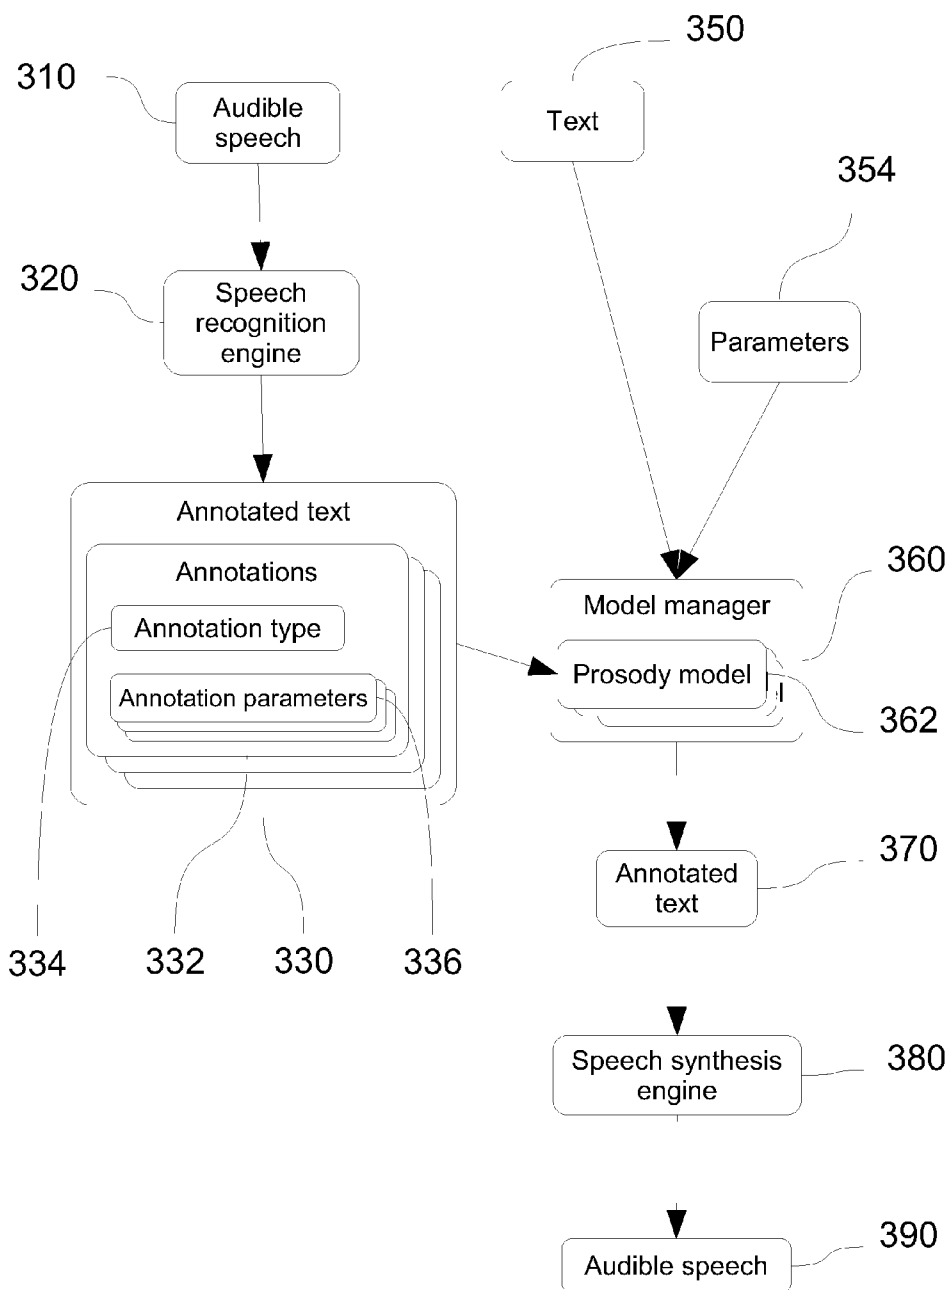 350
310
Audible
speech
Text
354
320
Speech
recognition
engine
Parameters
Annotated text
Annotations
Annotation type
Annotation parameters
360
Model manager
Prosody model
362
370
Annotated
text
334
332
330
336
Speech synthesis
engine
380
390
Audible speech